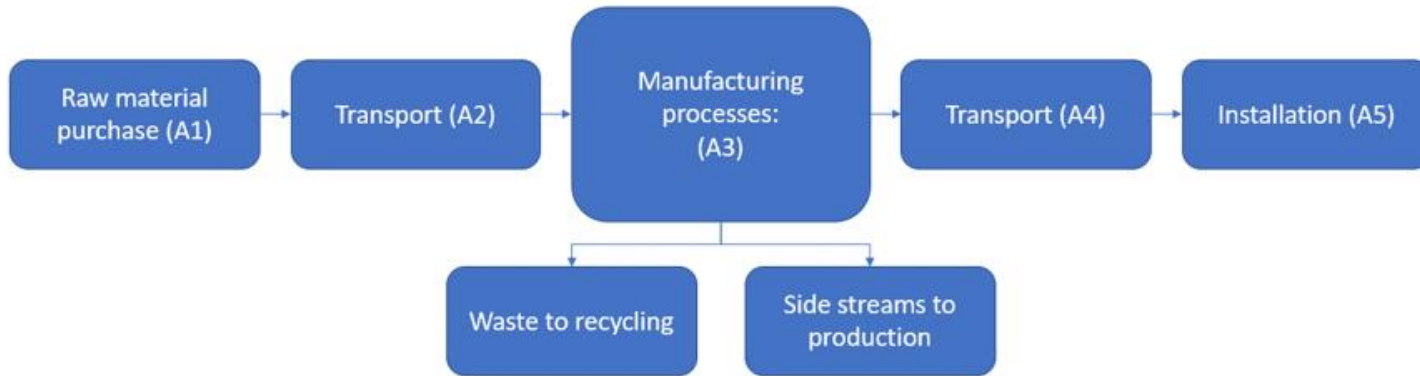 Raw material
purchase (A1)
Transport (A2)
Manufacturing
processes:
(A3)
Transport (A4)
Installation (A5)
Waste to recycling
Side streams to
production